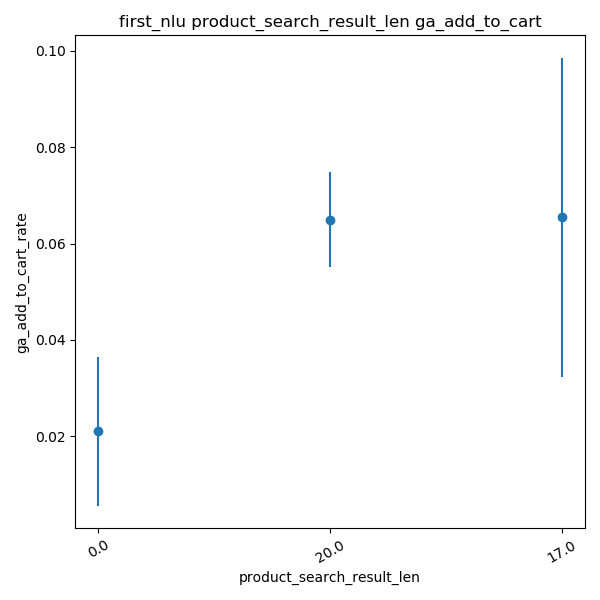 first_nlu product_search_result_len ga_add_to_cart
0.10
0.08
0.06
0.04
0.02
ga_add_to_cart_rate
0.0
20.0
17.0
product_search_result_len